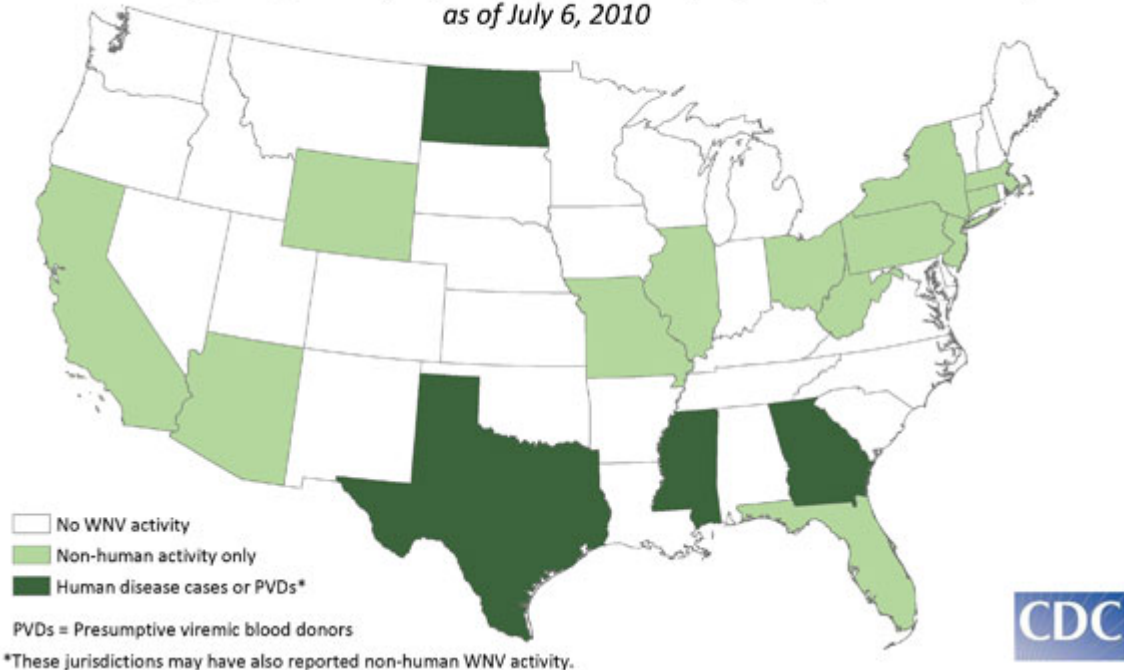 as of July 6, 2010
No WNV activity
Non-human activity only
Human disease cases or PVDs*
PVDs = Presumptive viremic blood donors
*These jurisdictions may have also reported non-human WNV activity.
CDC